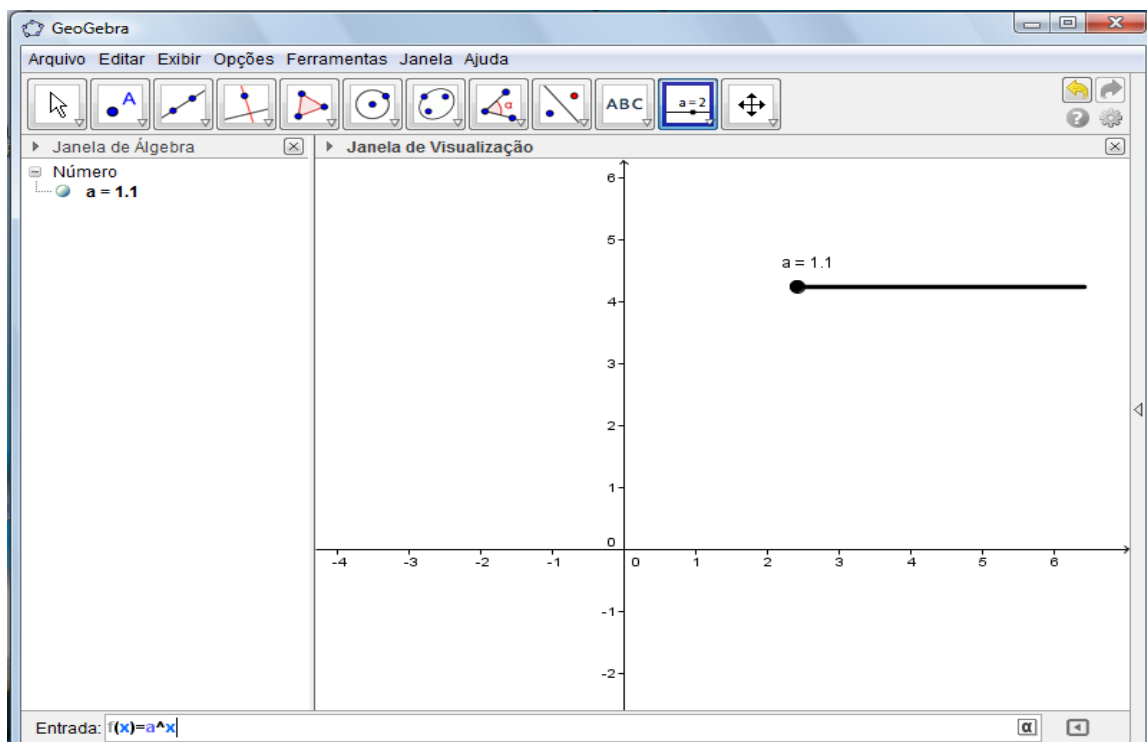 GeoGebra
Arquivo Editar Exibir Opções Ferramentas Janela Ajuda
A
α
ABC
a = 2
Janela de Álgebra
Janela de Visualização
Número
a = 1.1
a = 1.1
6
5
4
3
2
1
0
-1
-2
-4 -3 -2 -1 0 1 2 3 4 5 6
Entrada: f(x)=a^x
α